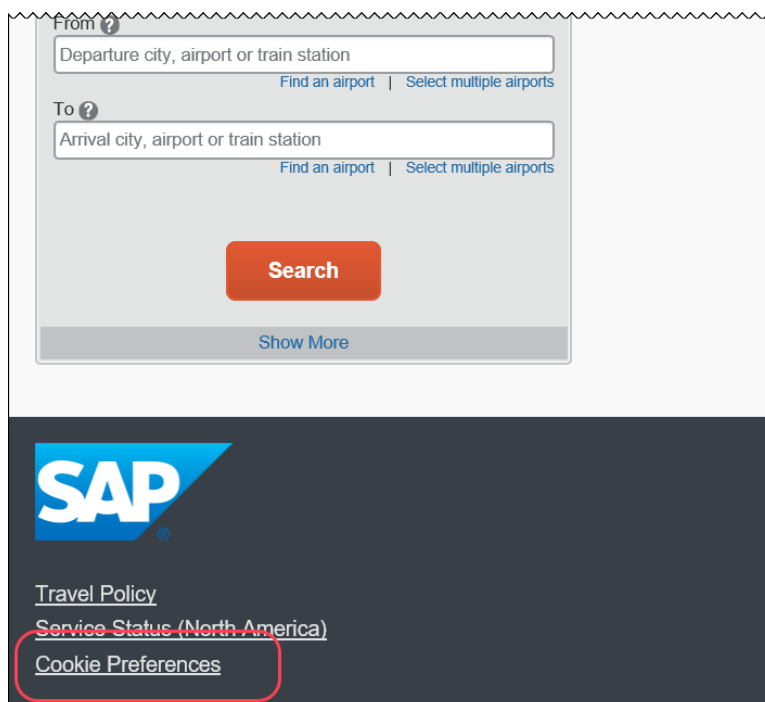 From ?
Departure city, airport or train station
Find an airport | Select multiple airports
To ?
Arrival city, airport or train station
Find an airport | Select multiple airports
Search
Show More
SAP ®
Travel Policy
Service Status (North America)
Cookie Preferences